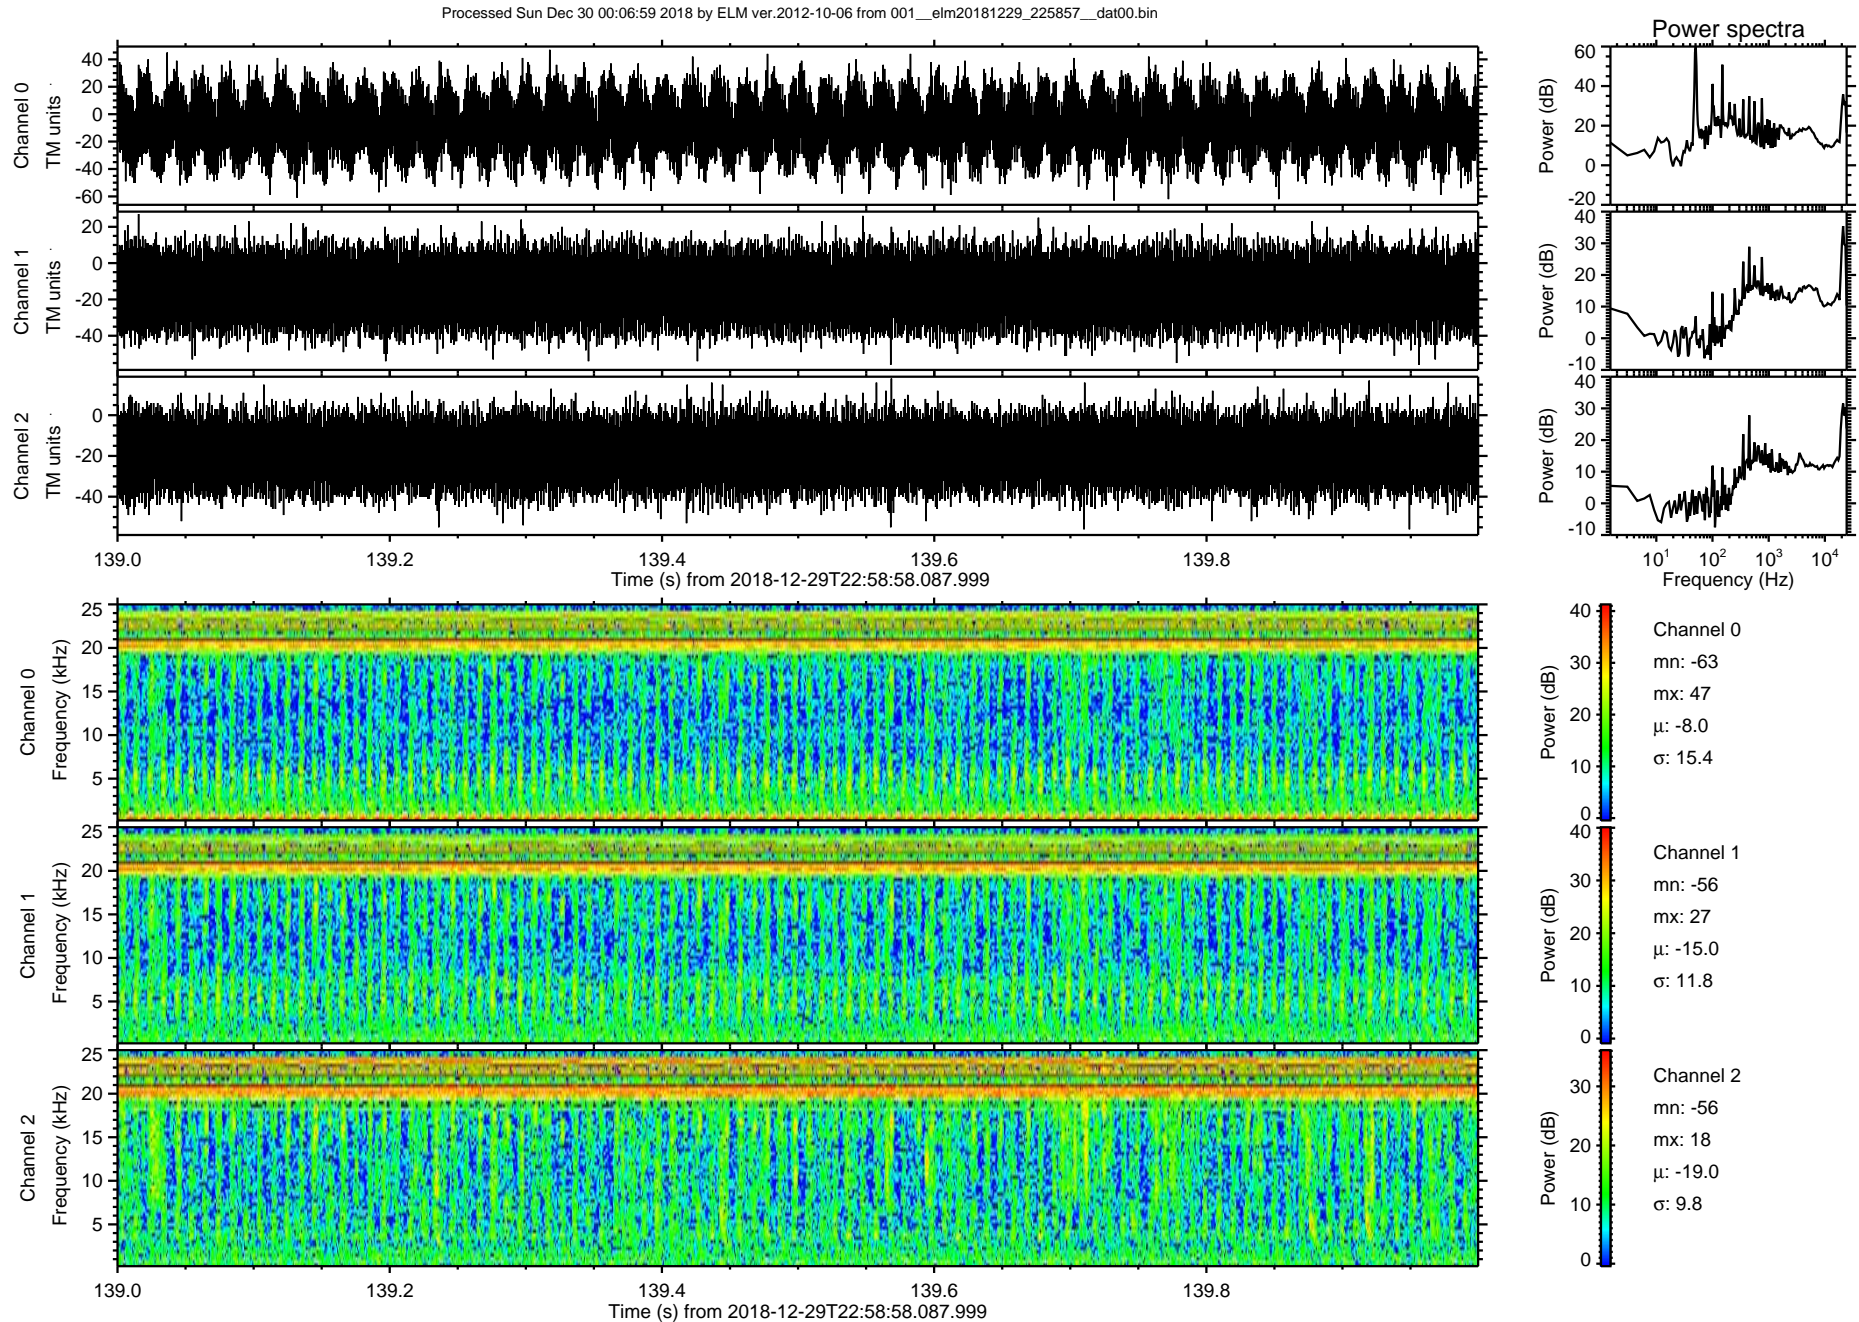 Processed Sun Dec 30 00:06:59 2018 by ELM ver.2012-10-06 from 001__elm20181229_225857__dat00.bin
Power spectra
Channel 0
TM units
40
20
0
-20
-40
-60
Power (dB)
60
40
20
0
-20
Channel 1
TM units
20
0
-20
-40
Power (dB)
40
30
20
10
0
-10
Channel 2
TM units
0
-20
-40
Power (dB)
40
30
20
10
0
-10
139.0 139.2 139.4 139.6 139.8
Time (s) from 2018-12-29T22:58:58.087.999
10^1 10^2 10^3 10^4
Frequency (Hz)
Channel 0
Frequency (kHz)
25
20
15
10
5
Power (dB)
40
30
20
10
0
Channel 0
mn: -63
mx: 47
μ: -8.0
σ: 15.4
Channel 1
Frequency (kHz)
25
20
15
10
5
Power (dB)
40
30
20
10
0
Channel 1
mn: -56
mx: 27
μ: -15.0
σ: 11.8
Channel 2
Frequency (kHz)
25
20
15
10
5
Power (dB)
30
20
10
0
Channel 2
mn: -56
mx: 18
μ: -19.0
σ: 9.8
139.0 139.2 139.4 139.6 139.8
Time (s) from 2018-12-29T22:58:58.087.999